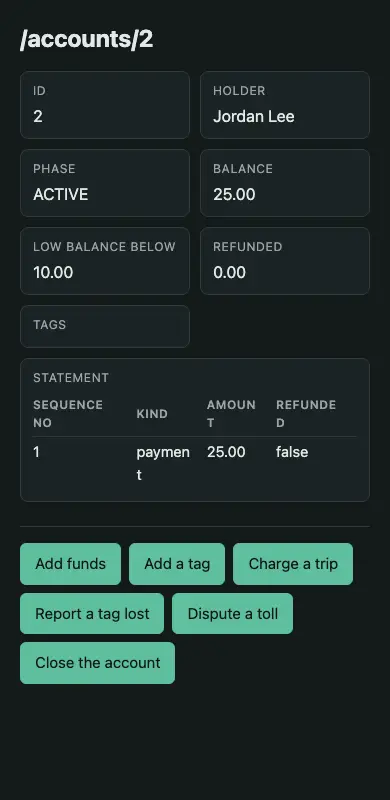 /accounts/2
ID
2
HOLDER
Jordan Lee
PHASE
ACTIVE
BALANCE
25.00
LOW BALANCE BELOW
10.00
REFUNDED
0.00
TAGS
STATEMENT
SEQUENCE
NO
KIND
AMOUN
T
REFUNDE
D
1
paymen
t
25.00
false
Add funds
Add a tag
Charge a trip
Report a tag lost
Dispute a toll
Close the account